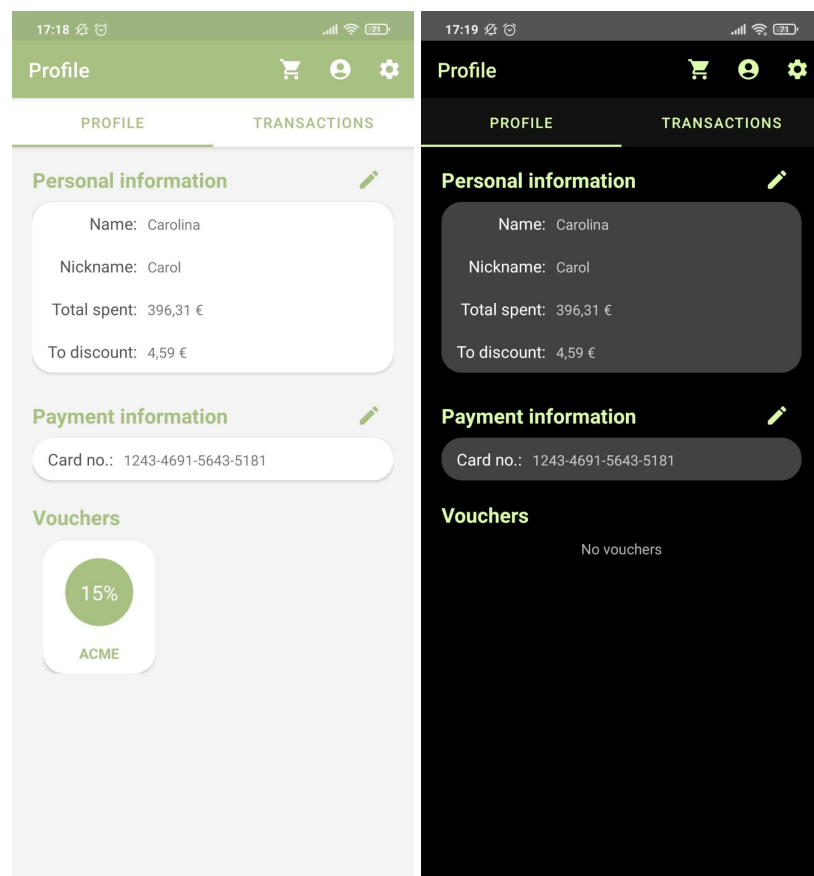 17:18
71
Profile
PROFILE TRANSACTIONS
Personal information
Name: Carolina
Nickname: Carol
Total spent: 396,31 €
To discount: 4,59 €
Payment information
Card no.: 1243-4691-5643-5181
Vouchers
15%
ACME
17:19
71
Profile
PROFILE TRANSACTIONS
Personal information
Name: Carolina
Nickname: Carol
Total spent: 396,31 €
To discount: 4,59 €
Payment information
Card no.: 1243-4691-5643-5181
Vouchers
No vouchers